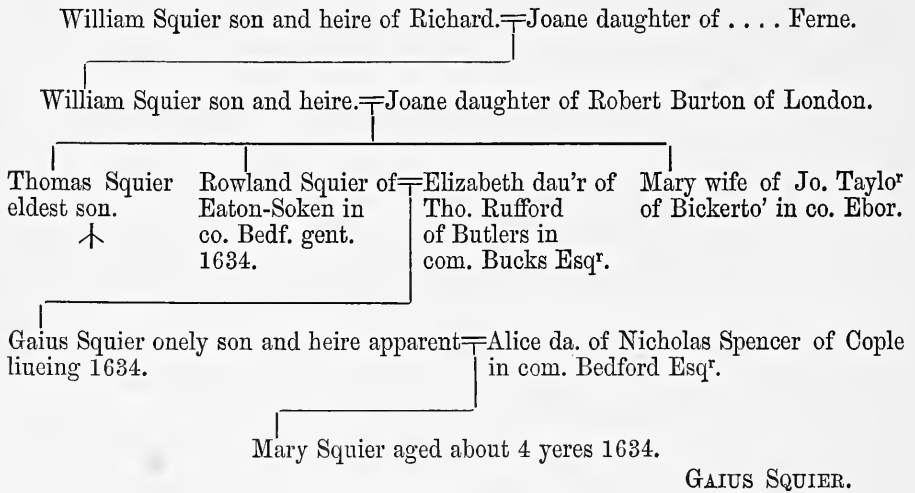 William Squier son and heire of Richard.=Joane daughter of .... Ferne.
William Squier son and heire.=Joane daughter of Robert Burton of London.
Thomas Squier
eldest son.
Rowland Squier of=Elizabeth dau'r of
Eaton-Soken in
co. Bedf. gent.
1634.
Tho. Rufford
of Butlers in
com. Bucks Esqʳ.
Mary wife of Jo. Tayloʳ
of Bickerto' in co. Ebor.
Gaius Squier onely son and heire apparent=Alice da. of Nicholas Spencer of Cople
liueing 1634.
in com. Bedford Esqʳ.
Mary Squier aged about 4 yeres 1634.
GAIUS SQUIER.